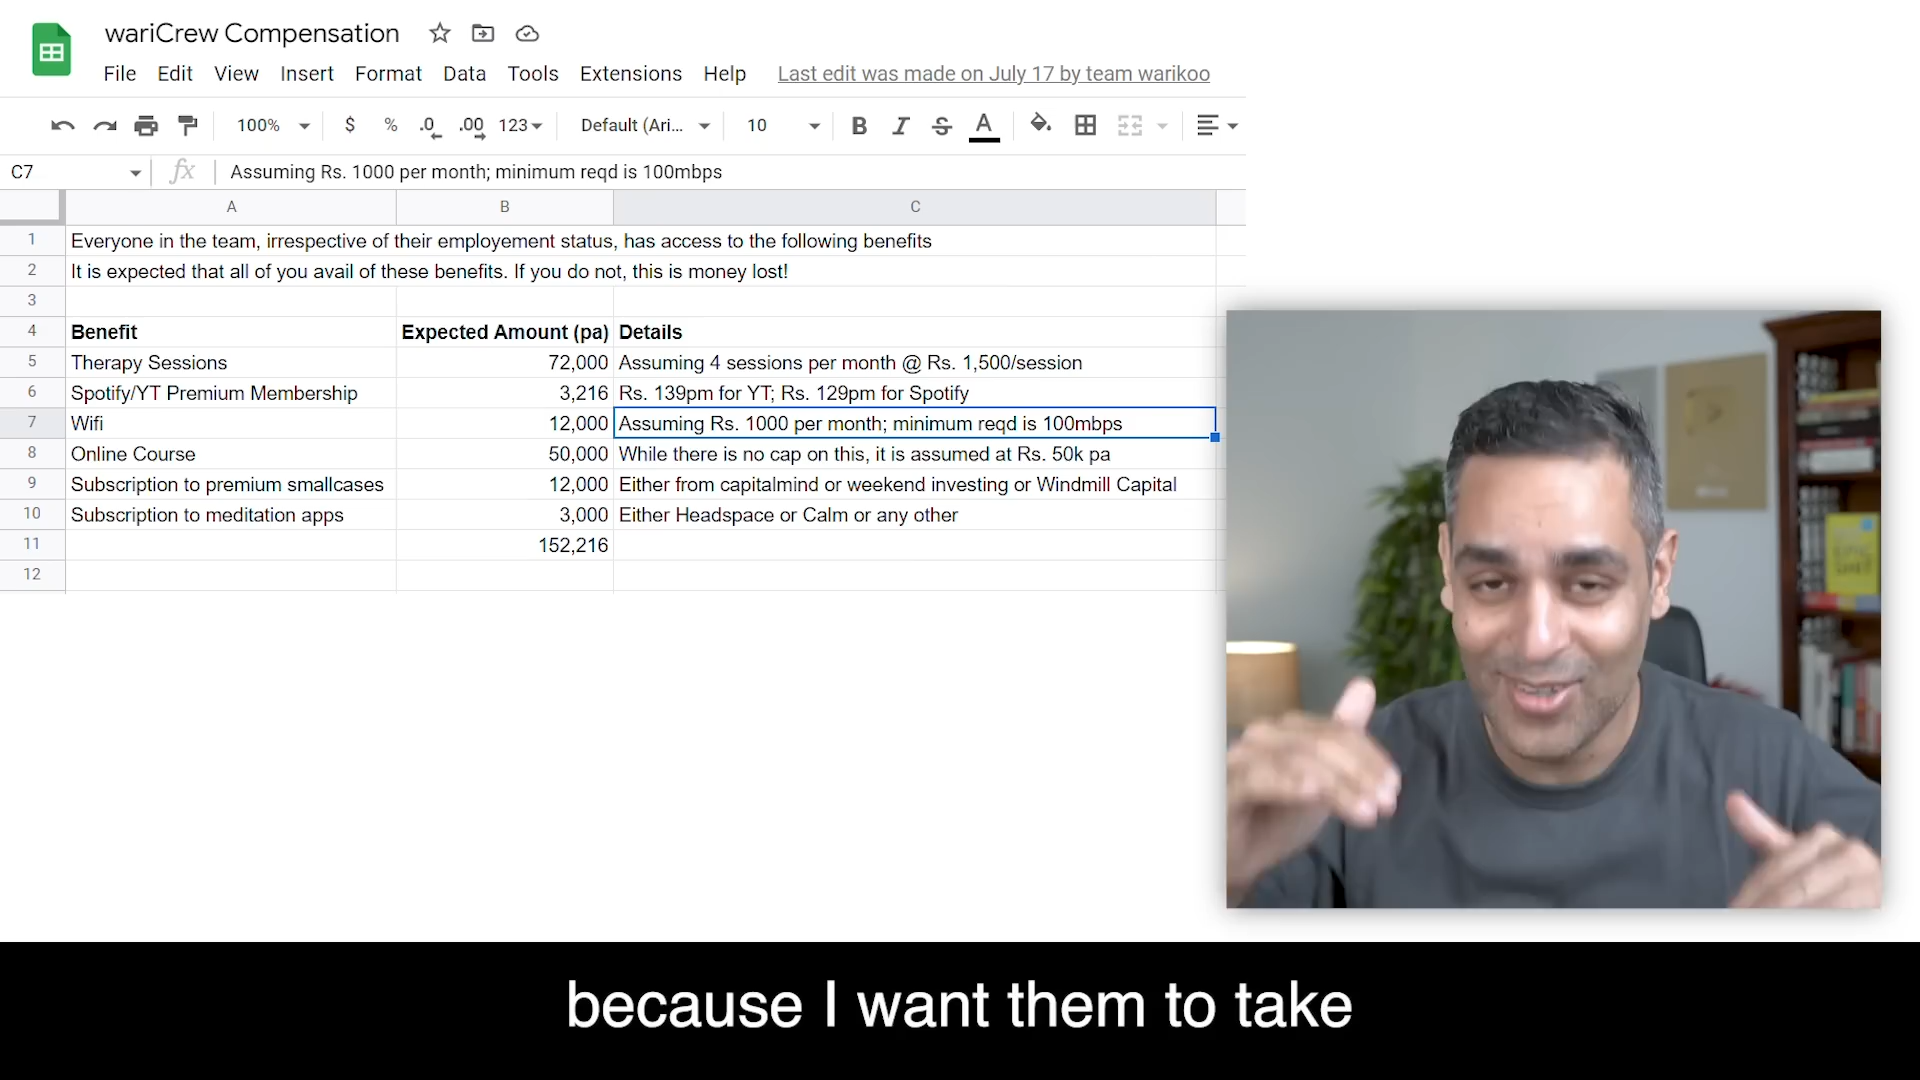 wariCrew Compensation
File Edit View Insert Format Data Tools Extensions Help Last edit was made on July 17 by team warikoo
100% $ % .0 .00 123 Default (Ari... 10 B I S A
C7 fx Assuming Rs. 1000 per month; minimum reqd is 100mbps
A B C
1 Everyone in the team, irrespective of their employement status, has access to the following benefits
2 It is expected that all of you avail of these benefits. If you do not, this is money lost!
3
4 Benefit Expected Amount (pa) Details
5 Therapy Sessions 72,000 Assuming 4 sessions per month @ Rs. 1,500/session
6 Spotify/YT Premium Membership 3,216 Rs. 139pm for YT; Rs. 129pm for Spotify
7 Wifi 12,000 Assuming Rs. 1000 per month; minimum reqd is 100mbps
8 Online Course 50,000 While there is no cap on this, it is assumed at Rs. 50k pa
9 Subscription to premium smallcases 12,000 Either from capitalmind or weekend investing or Windmill Capital
10 Subscription to meditation apps 3,000 Either Headspace or Calm or any other
11 152,216
12
because I want them to take